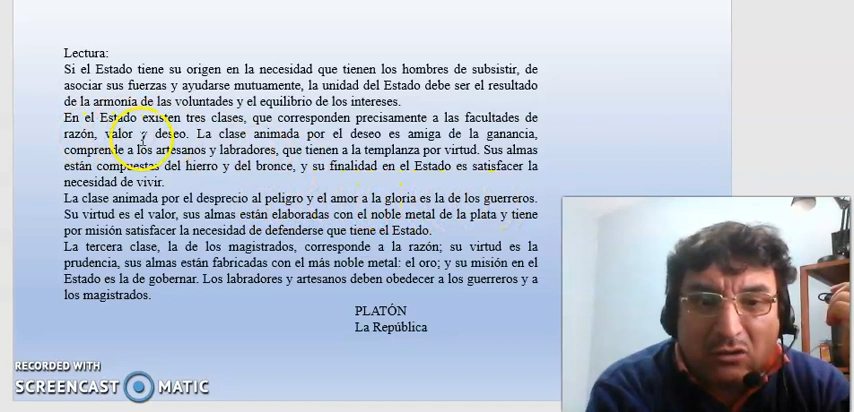 Lectura:
Si el Estado tiene su origen en la necesidad que tienen los hombres de subsistir, de
asociar sus fuerzas y ayudarse mutuamente, la unidad del Estado debe ser el resultado
de la armonía de las voluntades y el equilibrio de los intereses.
En el Estado existen tres clases, que corresponden precisamente a las facultades de
razón, valor y deseo. La clase animada por el deseo es amiga de la ganancia,
comprende a los artesanos y labradores, que tienen a la templanza por virtud. Sus almas
están compuestas del hierro y del bronce, y su finalidad en el Estado es satisfacer la
necesidad de vivir.
La clase animada por el desprecio al peligro y el amor a la gloria es la de los guerreros.
Su virtud es el valor, sus almas están elaboradas con el noble metal de la plata y tiene
por misión satisfacer la necesidad de defenderse que tiene el Estado.
La tercera clase, la de los magistrados, corresponde a la razón; su virtud es la
prudencia, sus almas están fabricadas con el más noble metal: el oro; y su misión en el
Estado es la de gobernar. Los labradores y artesanos deben obedecer a los guerreros y a
los magistrados.
PLATÓN
La República
RECORDED WITH
SCREENCAST MATIC